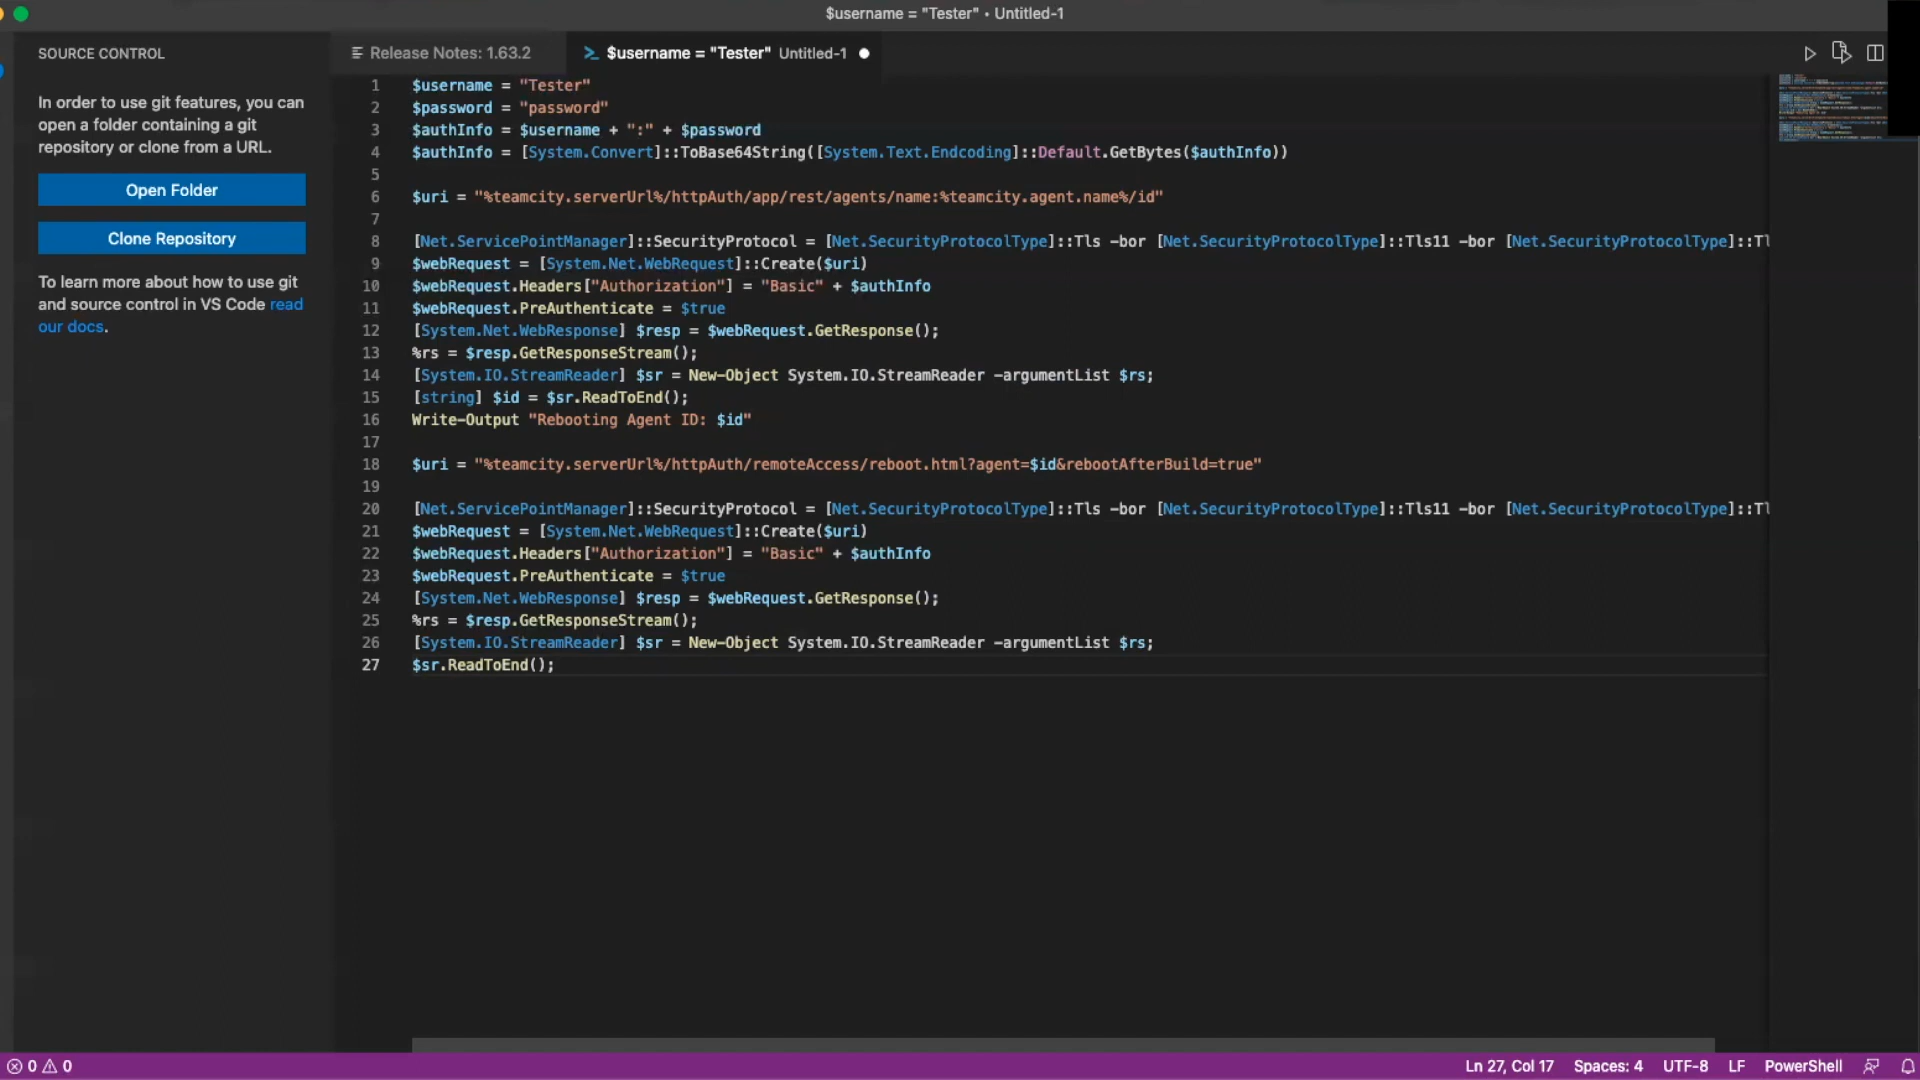 $username = "Tester" • Untitled-1
SOURCE CONTROL
In order to use git features, you can
open a folder containing a git
repository or clone from a URL.
Open Folder
Clone Repository
To learn more about how to use git
and source control in VS Code read
our docs.
Release Notes: 1.63.2
$username = "Tester" Untitled-1
1 $username = "Tester"
2 $password = "password"
3 $authInfo = $username + ":" + $password
4 $authInfo = [System.Convert]::ToBase64String([System.Text.Endcoding]::Default.GetBytes($authInfo))
5
6 $uri = "%teamcity.serverUrl%/httpAuth/app/rest/agents/name:%teamcity.agent.name%/id"
7
8 [Net.ServicePointManager]::SecurityProtocol = [Net.SecurityProtocolType]::Tls -bor [Net.SecurityProtocolType]::Tls11 -bor [Net.SecurityProtocolType]::Tl
9 $webRequest = [System.Net.WebRequest]::Create($uri)
10 $webRequest.Headers["Authorization"] = "Basic" + $authInfo
11 $webRequest.PreAuthenticate = $true
12 [System.Net.WebResponse] $resp = $webRequest.GetResponse();
13 %rs = $resp.GetResponseStream();
14 [System.IO.StreamReader] $sr = New-Object System.IO.StreamReader -argumentList $rs;
15 [string] $id = $sr.ReadToEnd();
16 Write-Output "Rebooting Agent ID: $id"
17
18 $uri = "%teamcity.serverUrl%/httpAuth/remoteAccess/reboot.html?agent=$id&rebootAfterBuild=true"
19
20 [Net.ServicePointManager]::SecurityProtocol = [Net.SecurityProtocolType]::Tls -bor [Net.SecurityProtocolType]::Tls11 -bor [Net.SecurityProtocolType]::Tl
21 $webRequest = [System.Net.WebRequest]::Create($uri)
22 $webRequest.Headers["Authorization"] = "Basic" + $authInfo
23 $webRequest.PreAuthenticate = $true
24 [System.Net.WebResponse] $resp = $webRequest.GetResponse();
25 %rs = $resp.GetResponseStream();
26 [System.IO.StreamReader] $sr = New-Object System.IO.StreamReader -argumentList $rs;
27 $sr.ReadToEnd();
0 0
Ln 27, Col 17 Spaces: 4 UTF-8 LF PowerShell